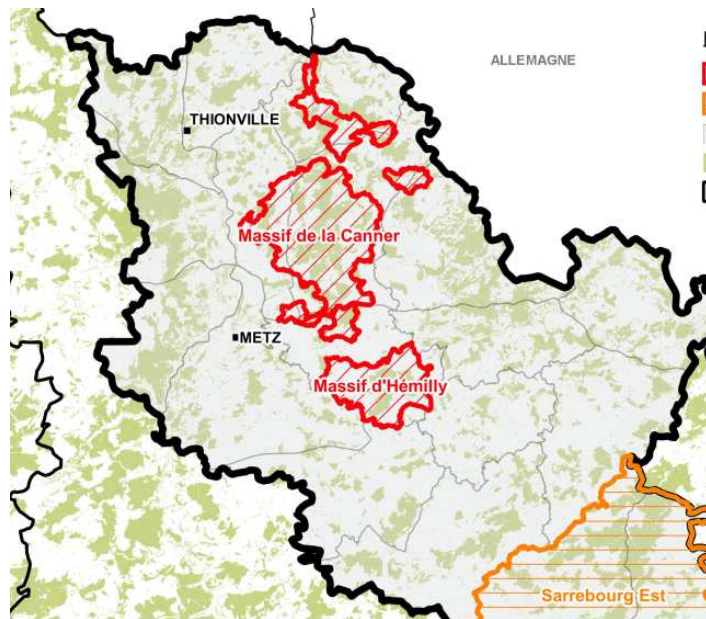 ALLEMAGNE
THIONVILLE
Massif de la Canner
METZ
Massif d'Hémilly
Sarrebourg Est